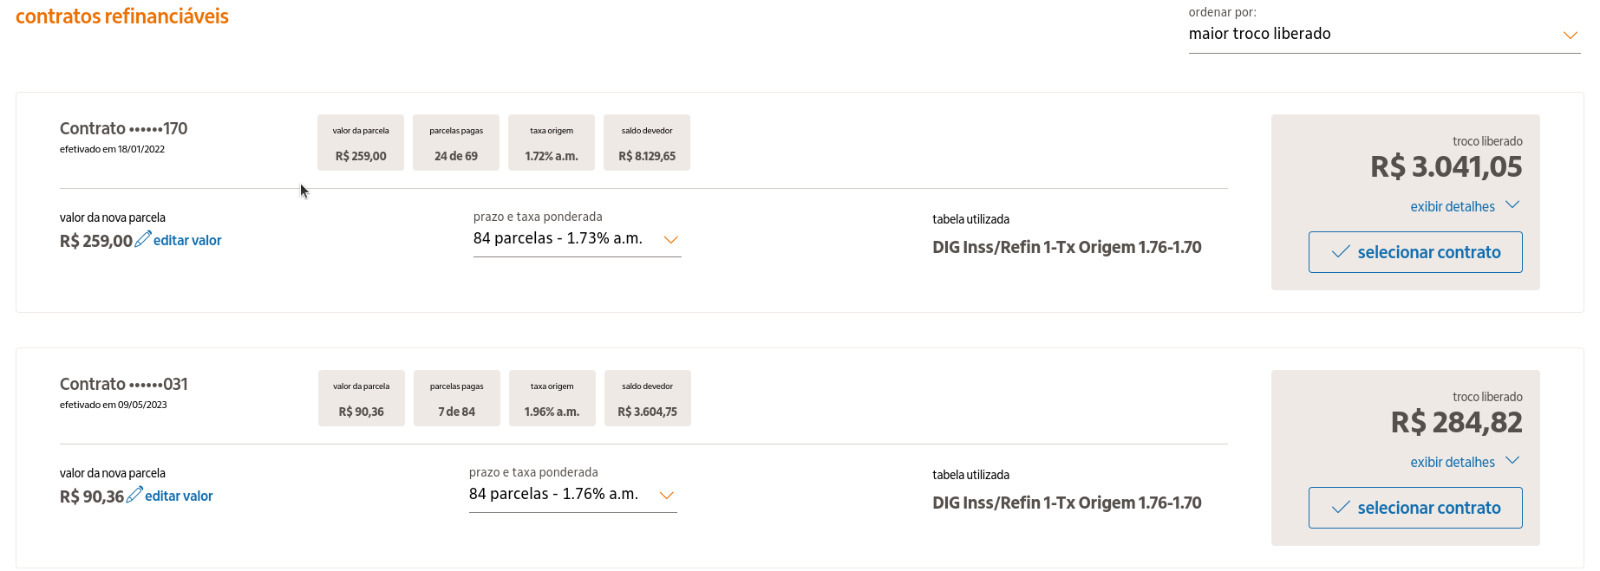 contratos refinanciáveis
ordenar por:
maior troco liberado
Contrato ••••••170
efetivado em 18/01/2022
valor da parcela
R$ 259,00
parcelas pagas
24 de 69
taxa origem
1.72% a.m.
saldo devedor
R$ 8.129,65
valor da nova parcela
R$ 259,00 editar valor
prazo e taxa ponderada
84 parcelas - 1.73% a.m.
tabela utilizada
DIG Inss/Refin 1-Tx Origem 1.76-1.70
troco liberado
R$ 3.041,05
exibir detalhes
selecionar contrato
Contrato ••••••031
efetivado em 09/05/2023
valor da parcela
R$ 90,36
parcelas pagas
7 de 84
taxa origem
1.96% a.m.
saldo devedor
R$ 3.604,75
valor da nova parcela
R$ 90,36 editar valor
prazo e taxa ponderada
84 parcelas - 1.76% a.m.
tabela utilizada
DIG Inss/Refin 1-Tx Origem 1.76-1.70
troco liberado
R$ 284,82
exibir detalhes
selecionar contrato